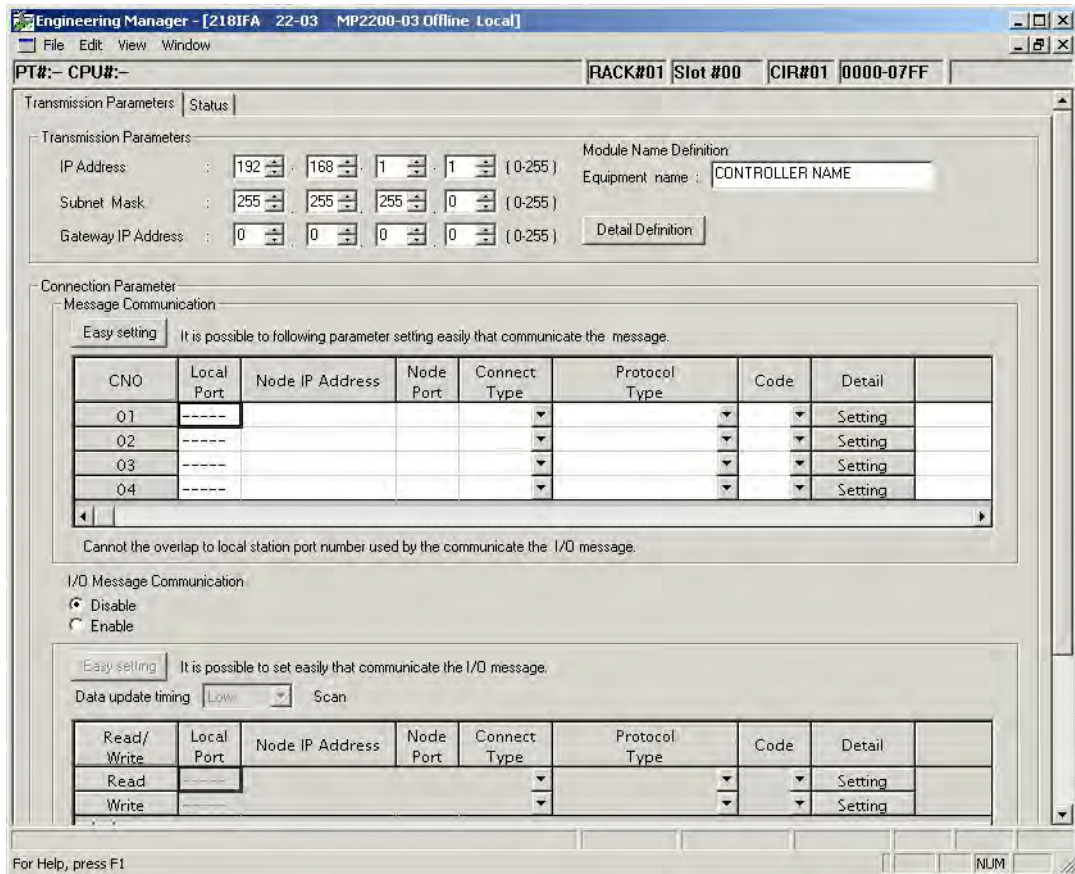 Engineering Manager - [218IFA 22-03 MP2200-03 Offline Local]
File Edit View Window
PT#:– CPU#:–
RACK#01 Slot #00 CIR#01 0000-07FF
Transmission Parameters Status
Transmission Parameters
IP Address : 192 . 168 . 1 . 1 ( 0-255 )
Module Name Definition
Equipment name : CONTROLLER NAME
Subnet Mask : 255 . 255 . 255 . 0 ( 0-255 )
Gateway IP Address : 0 . 0 . 0 . 0 ( 0-255 )
Detail Definition
Connection Parameter
Message Communication
Easy setting It is possible to following parameter setting easily that communicate the message.
CNO Local Port Node IP Address Node Port Connect Type Protocol Type Code Detail
01 ----- Setting
02 ----- Setting
03 ----- Setting
04 ----- Setting
Cannot the overlap to local station port number used by the communicate the I/O message.
I/O Message Communication
Disable
Enable
Easy setting It is possible to set easily that communicate the I/O message.
Data update timing Low Scan
Read/ Write Local Port Node IP Address Node Port Connect Type Protocol Type Code Detail
Read ----- Setting
Write ----- Setting
For Help, press F1
NUM